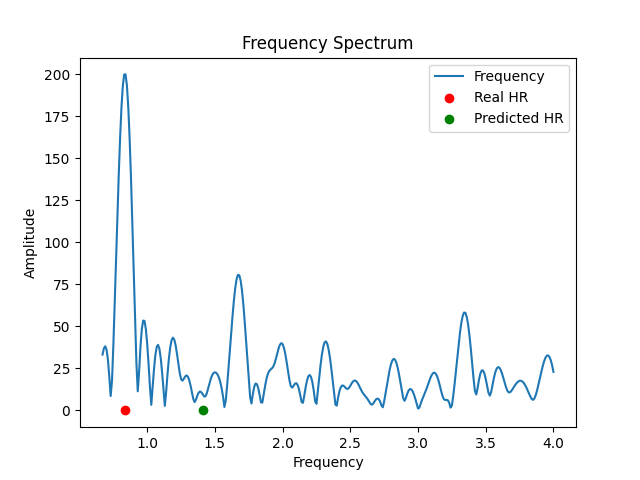 Frequency Spectrum
Frequency
Real HR
Predicted HR
200
175
150
125
100
75
50
25
0
Amplitude
1.0 1.5 2.0 2.5 3.0 3.5 4.0
Frequency